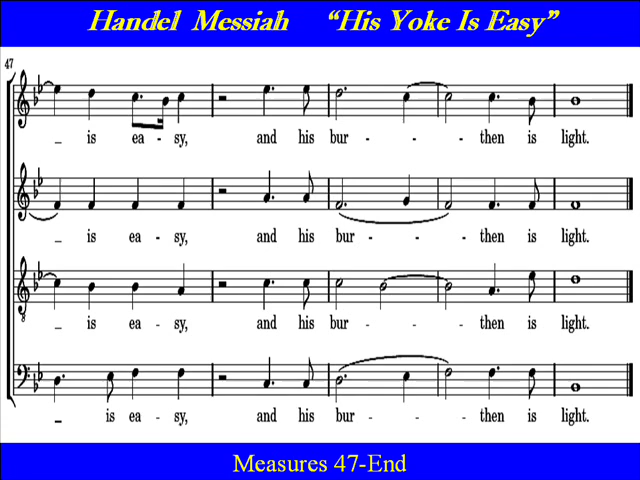 Handel Messiah “His Yoke Is Easy”
47
_ is ea - sy, and his bur - - - then is light.
_ is ea - sy, and his bur - - - then is light.
8
_ is ea - sy, and his bur - - - then is light.
_ is ea - sy, and his bur - - - then is light.
Measures 47-End